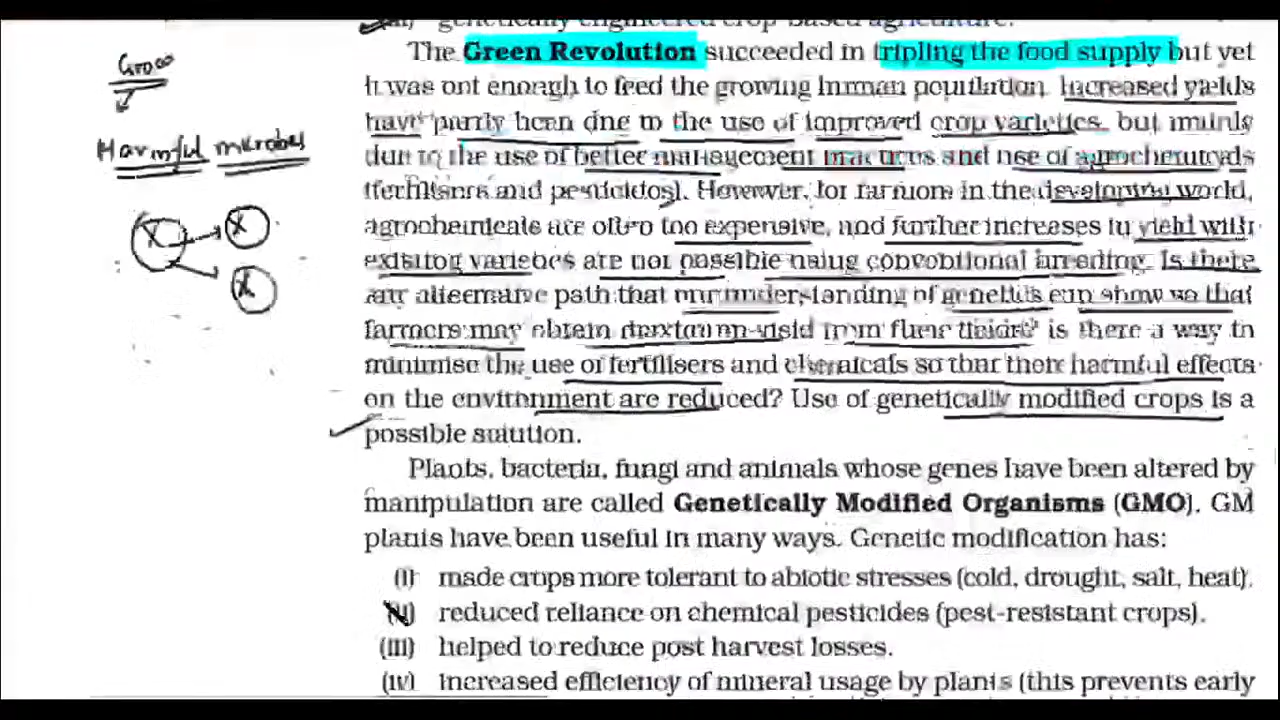 genetically engineered crop based agriculture.
The Green Revolution succeeded in tripling the food supply but yet
it was not enough to feed the growing human population. Increased yields
have partly been due to the use of improved crop varieties, but mainly
due to the use of better management practices and use of agrochemicals
(fertilisers and pesticides). However, for farmers in the developing world,
agrochemicals are often too expensive, and further increases in yield with
existing varieties are not possible using conventional breeding. Is there
any alternative path that our understanding of genetics can show so that
farmers may obtain maximum yield from their fields? Is there a way to
minimise the use of fertilisers and chemicals so that their harmful effects
on the environment are reduced? Use of genetically modified crops is a
possible solution.
Plants, bacteria, fungi and animals whose genes have been altered by
manipulation are called Genetically Modified Organisms (GMO). GM
plants have been useful in many ways. Genetic modification has:
(i) made crops more tolerant to abiotic stresses (cold, drought, salt, heat).
(ii) reduced reliance on chemical pesticides (pest-resistant crops).
(iii) helped to reduce post harvest losses.
(iv) increased efficiency of mineral usage by plants (this prevents early
Harmful microbes